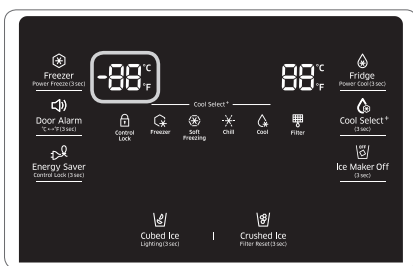 Freezer
Power Freeze (3 sec)
-88 °C
°F
88 °C
°F
Fridge
Power Cool (3 sec)
Door Alarm
°C↔°F (3 sec)
Cool Select+
Control
Lock
Freezer
Soft
Freezing
Chill
Cool
Filter
Cool Select+
(3 sec)
Energy Saver
Control Lock (3 sec)
OFF
Ice Maker Off
(3 sec)
Cubed Ice
Lighting (3 sec)
|
Crushed Ice
Filter Reset (3 sec)